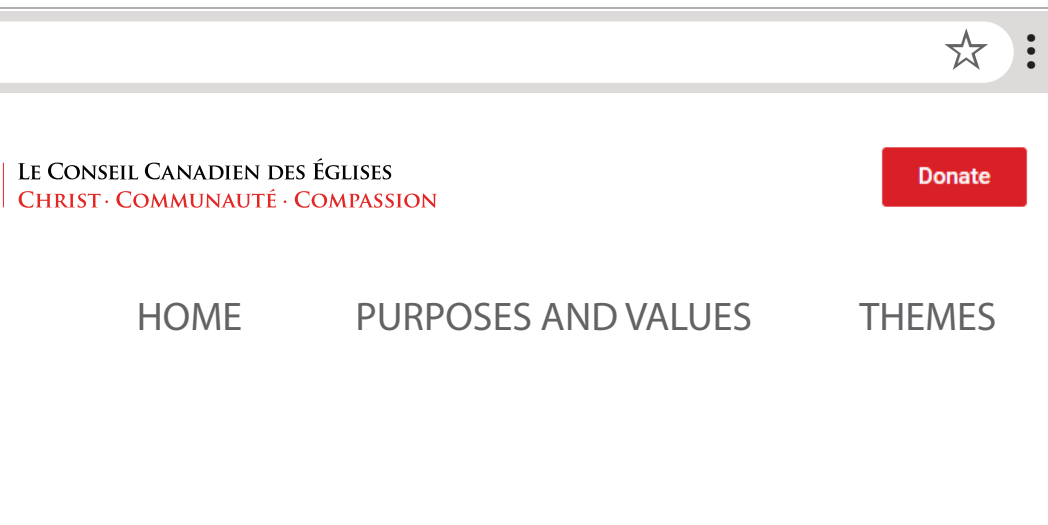 Le Conseil Canadien des Églises
Christ · Communauté · Compassion
Donate
HOME PURPOSES AND VALUES THEMES